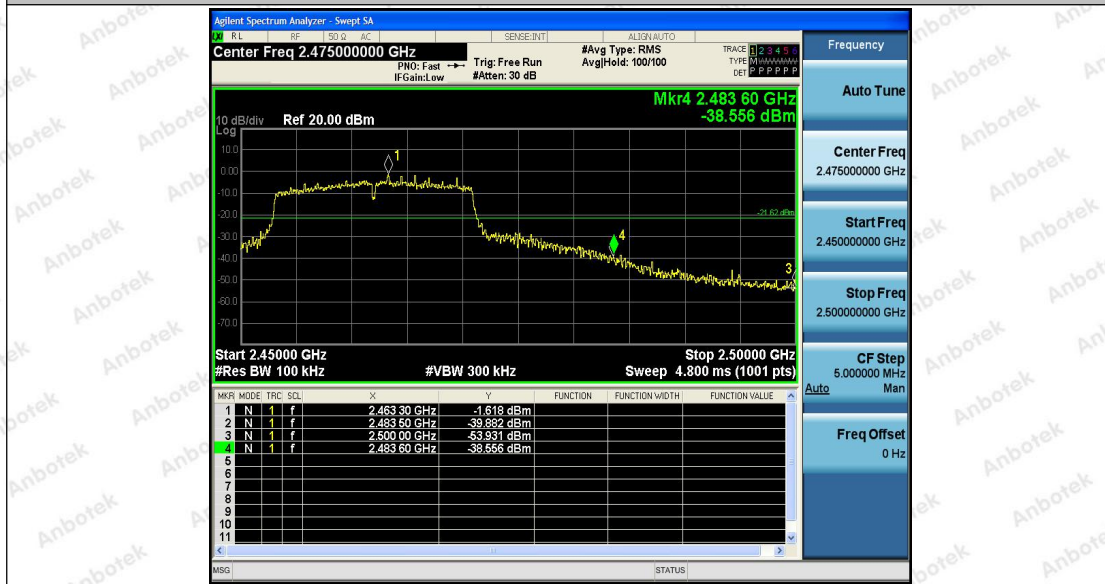 Agilent Spectrum Analyzer - Swept SA
RL RF 50 Ω AC SENSE:INT ALIGN AUTO
Center Freq 2.475000000 GHz
PNO: Fast
IFGain:Low
Trig: Free Run
#Atten: 30 dB
#Avg Type: RMS
Avg|Hold: 100/100
TRACE 1 2 3 4 5 6
TYPE M
DET P P P P P P
Mkr4 2.483 60 GHz
-38.556 dBm
10 dB/div Ref 20.00 dBm
Log
10.0
0.00
-10.0
-20.0
-30.0
-40.0
-50.0
-60.0
-70.0
1
4
3
-21.62 dBm
Start 2.45000 GHz Stop 2.50000 GHz
#Res BW 100 kHz #VBW 300 kHz Sweep 4.800 ms (1001 pts)
MKR MODE TRC SCL X Y FUNCTION FUNCTION WIDTH FUNCTION VALUE
1 N 1 f 2.463 30 GHz -1.618 dBm
2 N 1 f 2.483 50 GHz -39.882 dBm
3 N 1 f 2.500 00 GHz -53.931 dBm
4 N 1 f 2.483 60 GHz -38.556 dBm
5
6
7
8
9
10
11
MSG STATUS
Frequency
Auto Tune
Center Freq
2.475000000 GHz
Start Freq
2.450000000 GHz
Stop Freq
2.500000000 GHz
CF Step
5.000000 MHz
Auto Man
Freq Offset
0 Hz
Anbotek